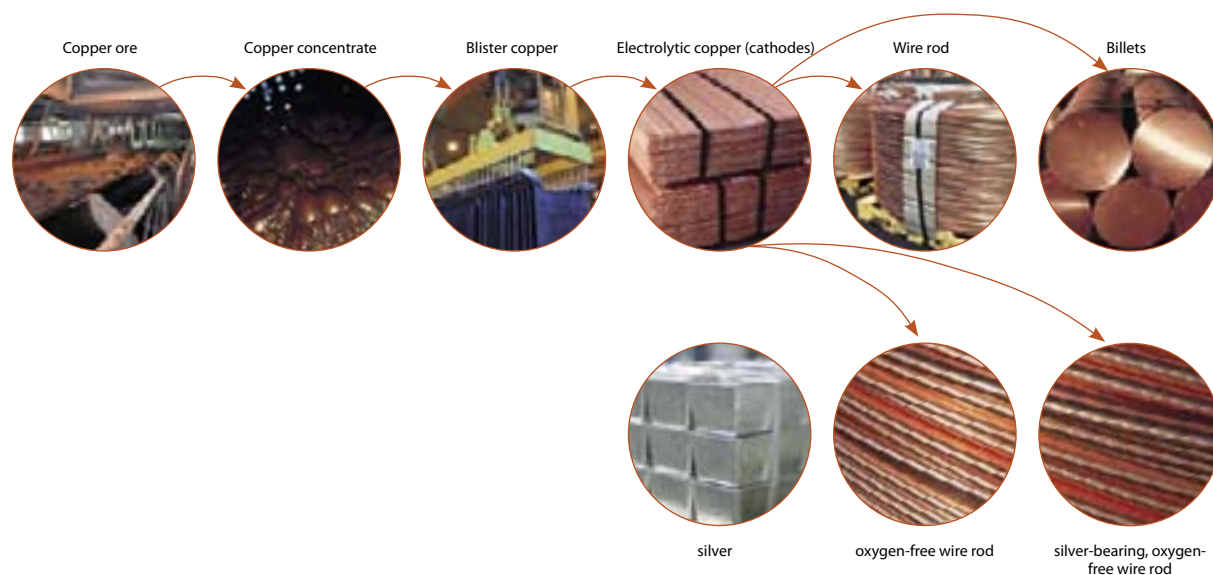 Copper ore
Copper concentrate
Blister copper
Electrolytic copper (cathodes)
Wire rod
Billets
silver
oxygen-free wire rod
silver-bearing, oxygen-
free wire rod